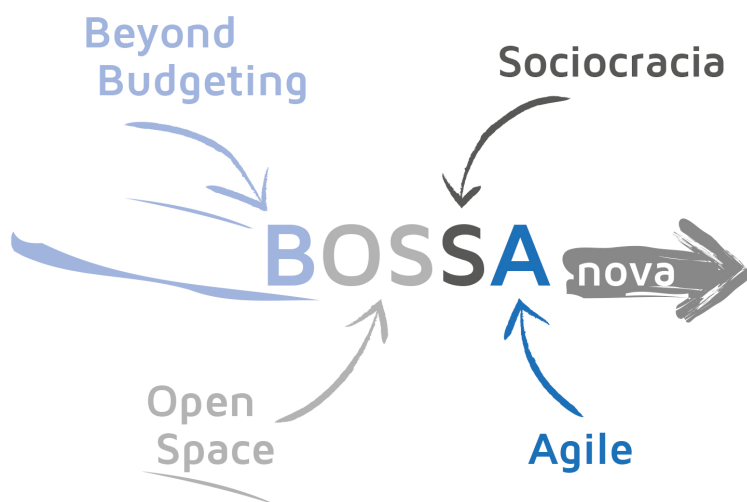 Beyond
Budgeting
Sociocracia
BOSSA nova
Open
Space
Agile